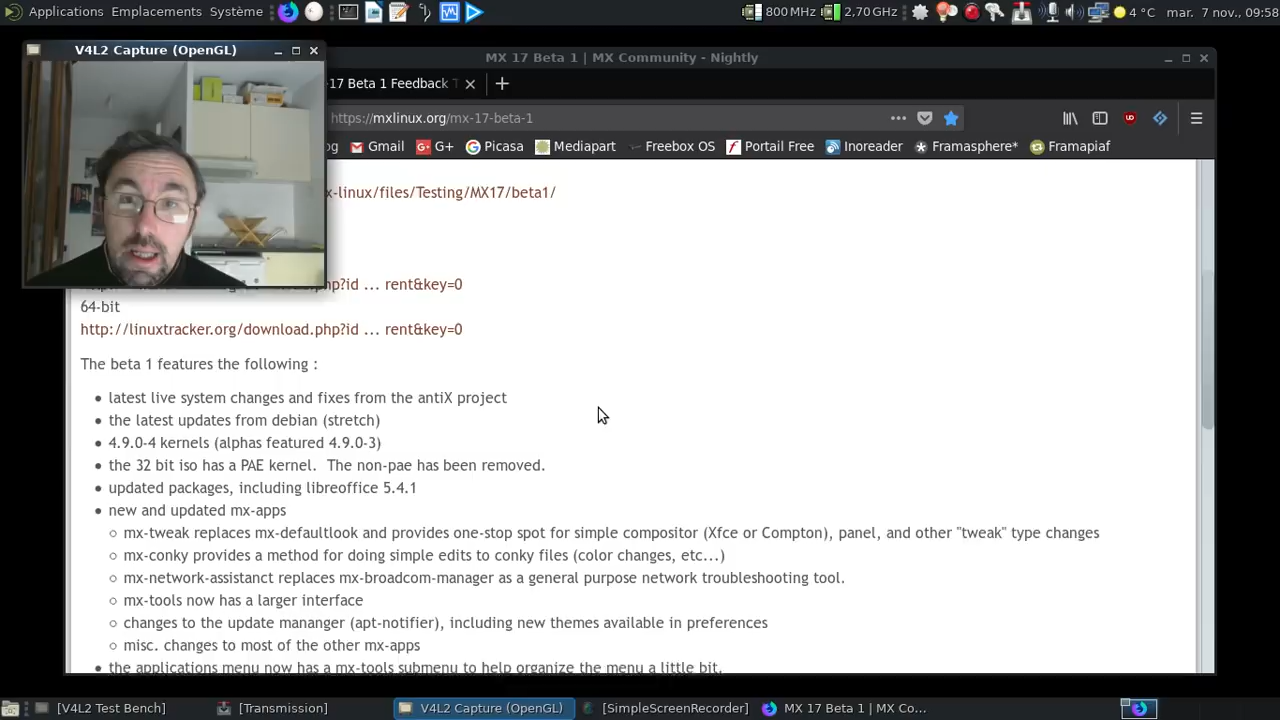 Applications Emplacements Système 800 MHz 2,70 GHz 4 °C mar. 7 nov., 09:58
V4L2 Capture (OpenGL)
MX 17 Beta 1 | MX Community - Nightly
-17 Beta 1 Feedback T
https://mxlinux.org/mx-17-beta-1
og Gmail G+ Picasa Mediapart Freebox OS Portail Free Inoreader Framasphere* Framapiaf
x-linux/files/Testing/MX17/beta1/
php?id ... rent&key=0
64-bit
http://linuxtracker.org/download.php?id ... rent&key=0
The beta 1 features the following :
latest live system changes and fixes from the antiX project
the latest updates from debian (stretch)
4.9.0-4 kernels (alphas featured 4.9.0-3)
the 32 bit iso has a PAE kernel. The non-pae has been removed.
updated packages, including libreoffice 5.4.1
new and updated mx-apps
mx-tweak replaces mx-defaultlook and provides one-stop spot for simple compositor (Xfce or Compton), panel, and other "tweak" type changes
mx-conky provides a method for doing simple edits to conky files (color changes, etc...)
mx-network-assistanct replaces mx-broadcom-manager as a general purpose network troubleshooting tool.
mx-tools now has a larger interface
changes to the update mananger (apt-notifier), including new themes available in preferences
misc. changes to most of the other mx-apps
the applications menu now has a mx-tools submenu to help organize the menu a little bit.
[V4L2 Test Bench] [Transmission] V4L2 Capture (OpenGL) [SimpleScreenRecorder] MX 17 Beta 1 | MX Co...